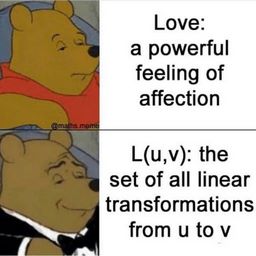 Love:
a powerful
feeling of
affection
@maths.meme
L(u,v): the
set of all linear
transformations
from u to v